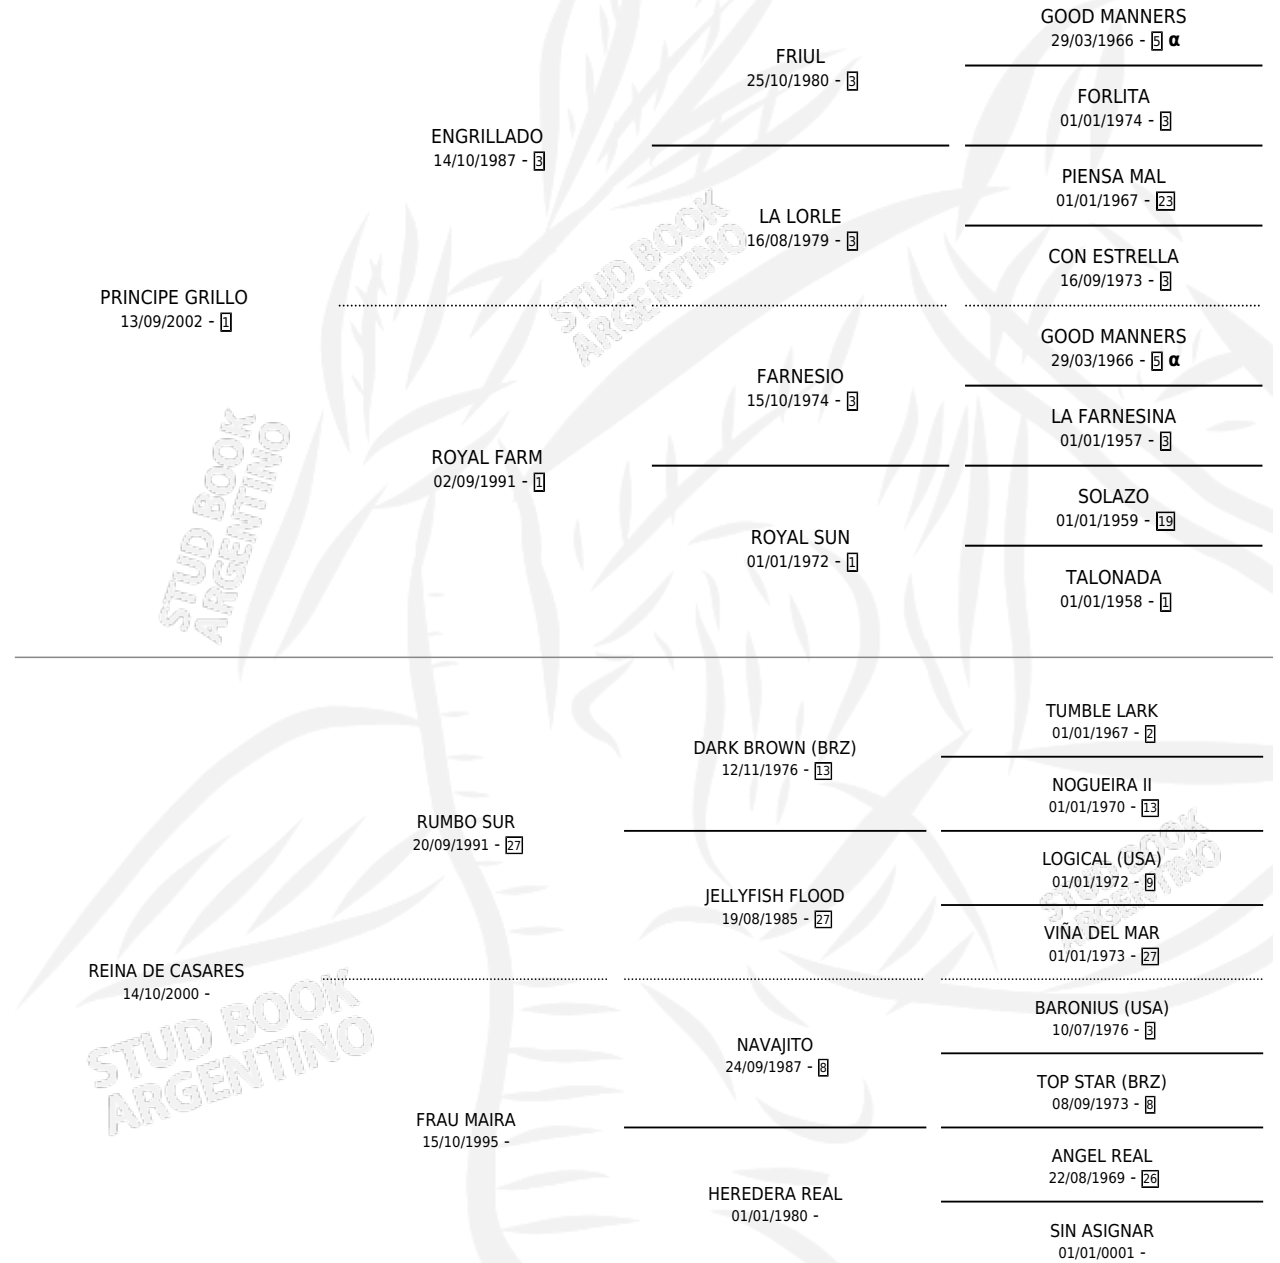 GOOD MANNERS
29/03/1966 - 5 α
FRIUL
25/10/1980 - 3
FORLITA
01/01/1974 - 3
ENGRILLADO
14/10/1987 - 3
PIENSA MAL
01/01/1967 - 23
LA LORLE
16/08/1979 - 3
CON ESTRELLA
16/09/1973 - 3
PRINCIPE GRILLO
13/09/2002 - 1
GOOD MANNERS
29/03/1966 - 5 α
FARNESIO
15/10/1974 - 3
LA FARNESINA
01/01/1957 - 3
ROYAL FARM
02/09/1991 - 1
SOLAZO
01/01/1959 - 19
ROYAL SUN
01/01/1972 - 1
TALONADA
01/01/1958 - 1
TUMBLE LARK
01/01/1967 - 2
DARK BROWN (BRZ)
12/11/1976 - 13
NOGUEIRA II
01/01/1970 - 13
RUMBO SUR
20/09/1991 - 27
LOGICAL (USA)
01/01/1972 - 9
JELLYFISH FLOOD
19/08/1985 - 27
VIÑA DEL MAR
01/01/1973 - 27
REINA DE CASARES
14/10/2000 -
BARONIUS (USA)
10/07/1976 - 3
NAVAJITO
24/09/1987 - 8
TOP STAR (BRZ)
08/09/1973 - 8
FRAU MAIRA
15/10/1995 -
ANGEL REAL
22/08/1969 - 26
HEREDERA REAL
01/01/1980 -
SIN ASIGNAR
01/01/0001 -
STUD BOOK
ARGENTINO
STUD BOOK
ARGENTINO
STUD BOOK
ARGENTINO
STUD BOOK
ARGENTINO